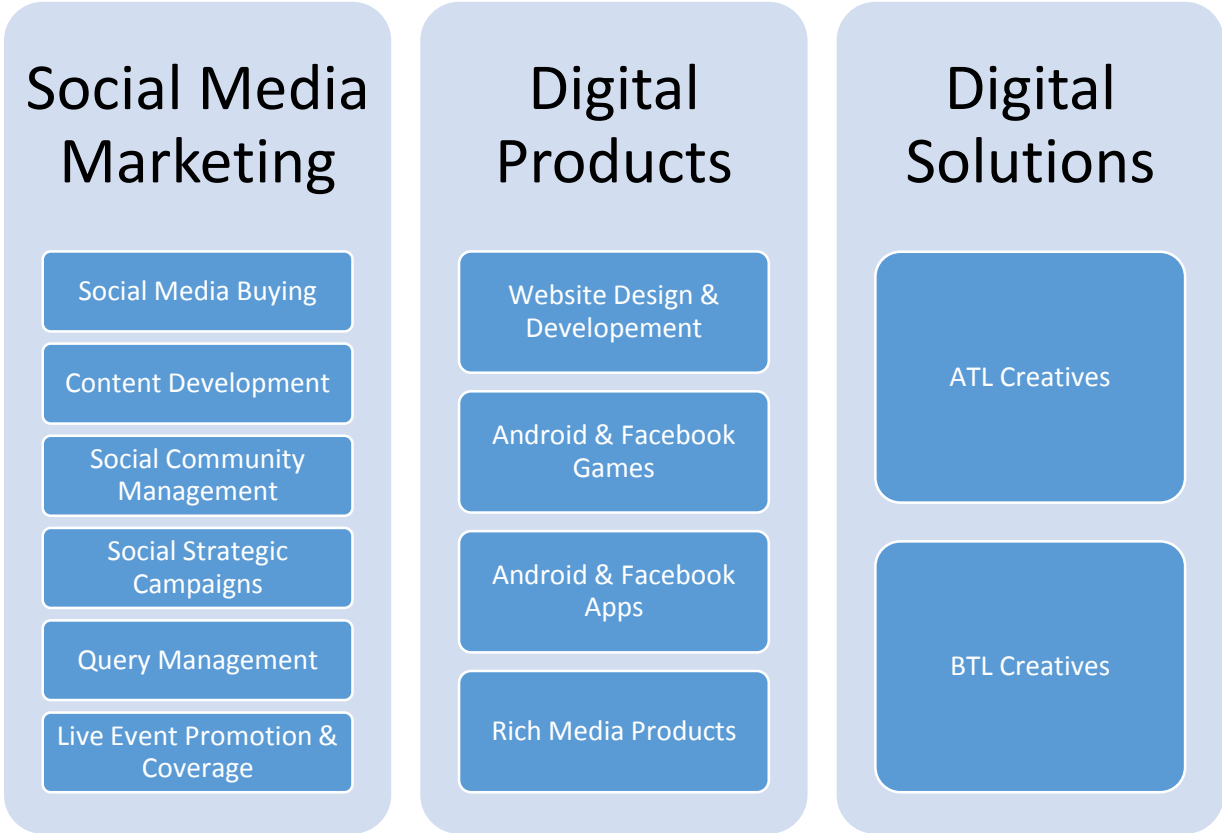 Social Media
Marketing
Social Media Buying
Content Development
Social Community
Management
Social Strategic
Campaigns
Query Management
Live Event Promotion &
Coverage
Digital
Products
Website Design &
Developement
Android & Facebook
Games
Android & Facebook
Apps
Rich Media Products
Digital
Solutions
ATL Creatives
BTL Creatives